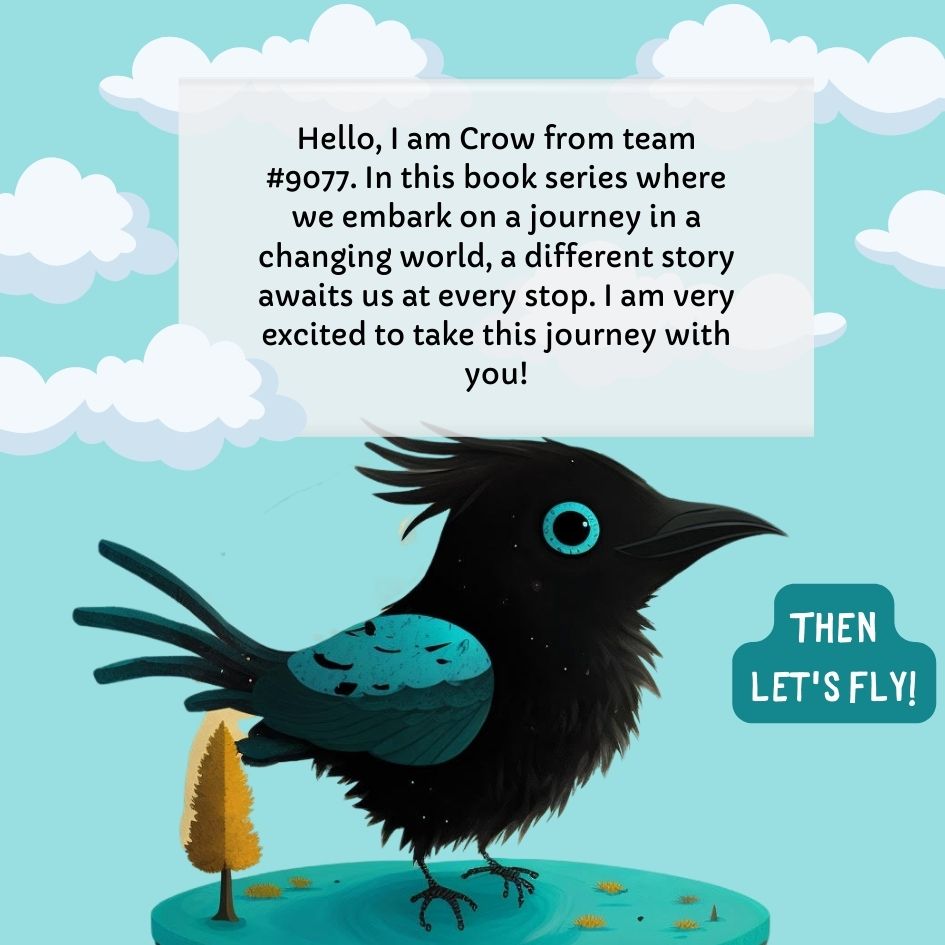 Hello, I am Crow from team
#9077. In this book series where
we embark on a journey in a
changing world, a different story
awaits us at every stop. I am very
excited to take this journey with
you!
THEN
LET'S FLY!